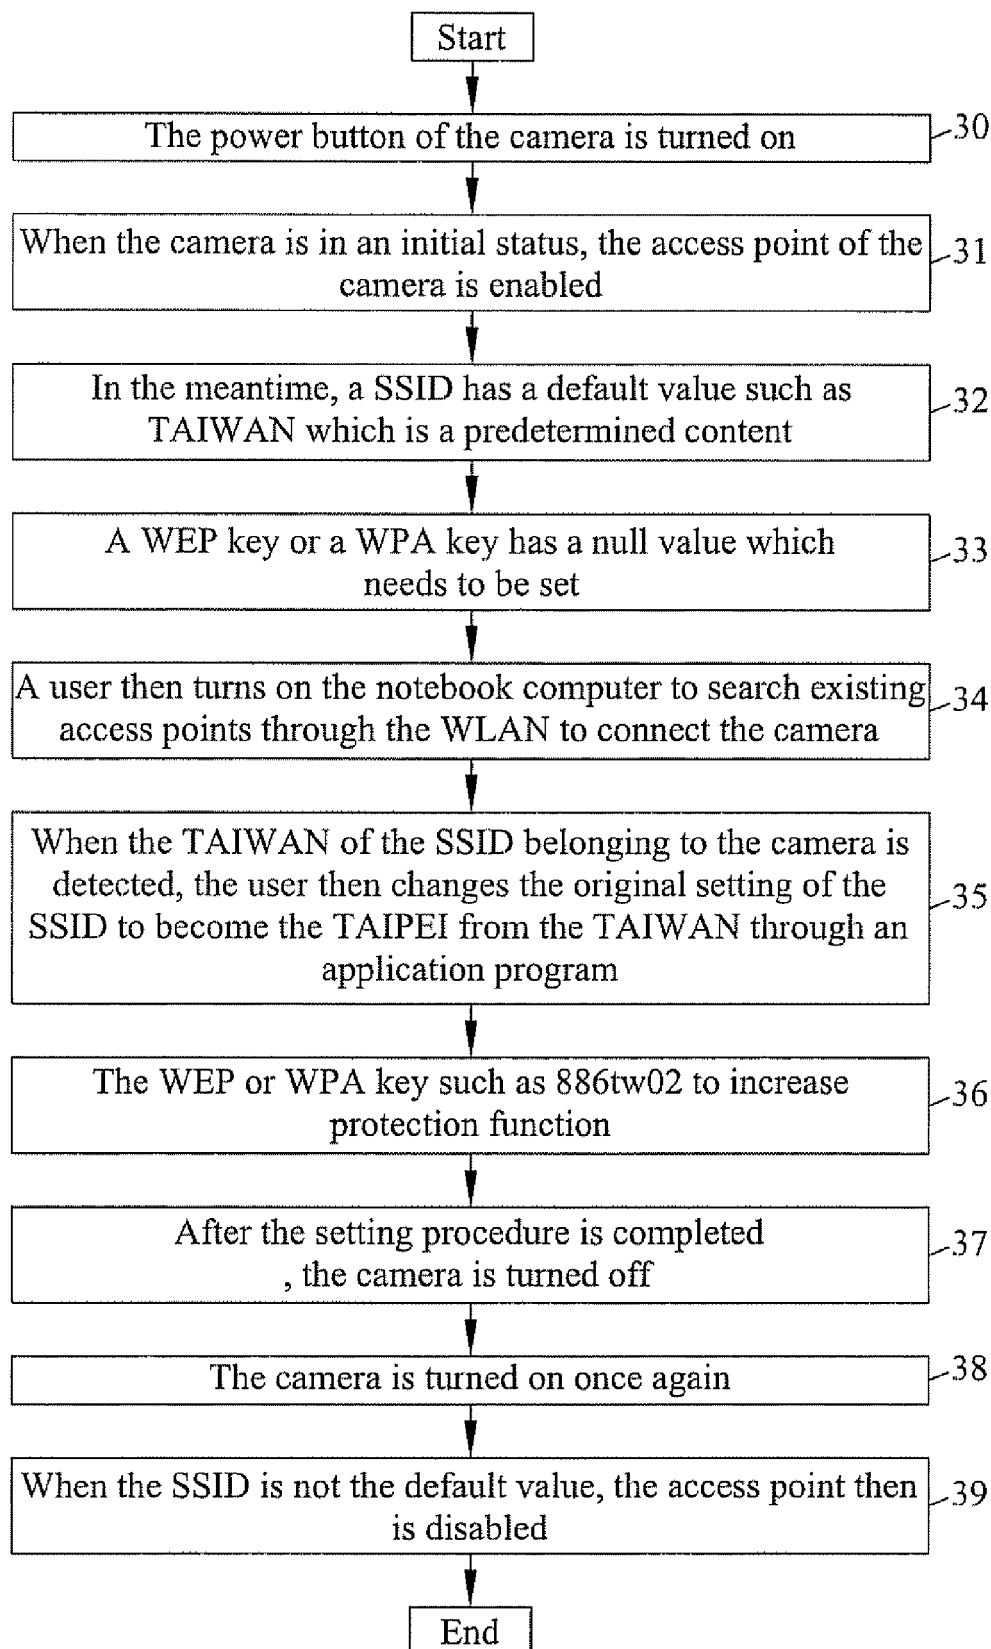 Start
The power button of the camera is turned on
30
When the camera is in an initial status, the access point of the
camera is enabled
31
In the meantime, a SSID has a default value such as
TAIWAN which is a predetermined content
32
A WEP key or a WPA key has a null value which
needs to be set
33
A user then turns on the notebook computer to search existing
access points through the WLAN to connect the camera
34
When the TAIWAN of the SSID belonging to the camera is
detected, the user then changes the original setting of the
SSID to become the TAIPEI from the TAIWAN through an
application program
35
The WEP or WPA key such as 886tw02 to increase
protection function
36
After the setting procedure is completed
, the camera is turned off
37
The camera is turned on once again
38
When the SSID is not the default value, the access point then
is disabled
39
End